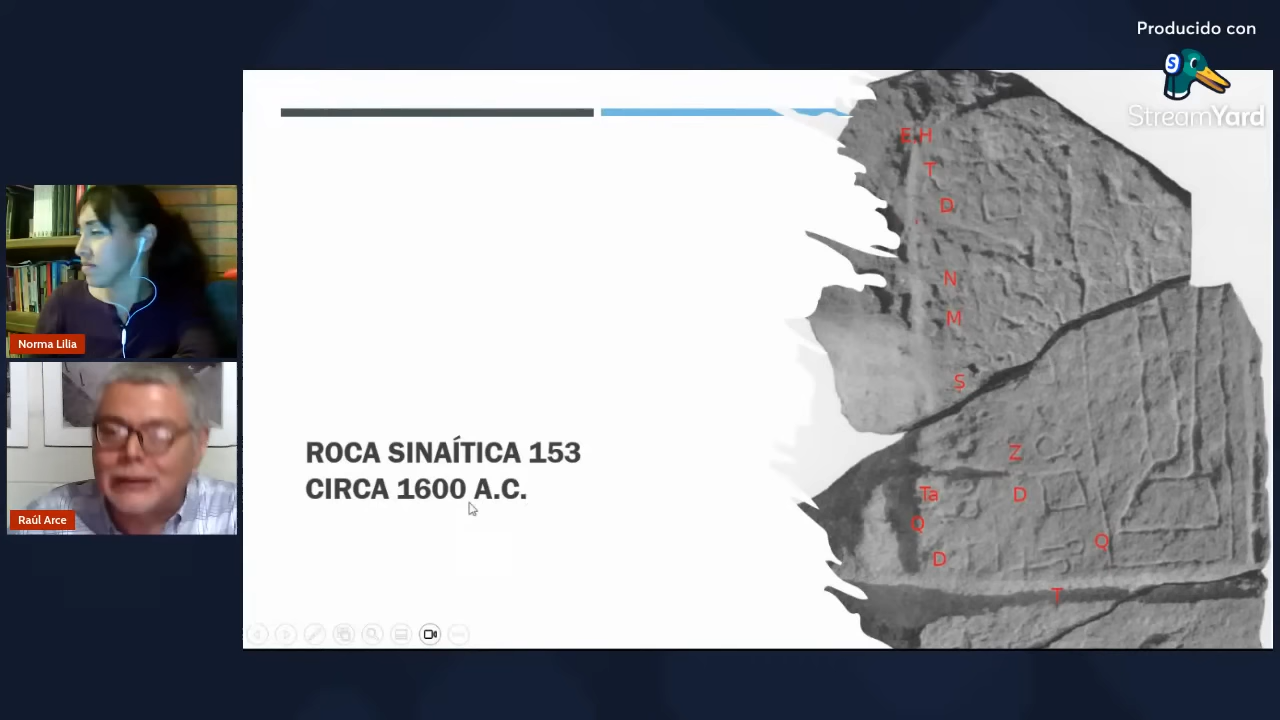 Producido con
StreamYard
E.H
T
D
N
M
S
Z
Ta
D
Q
Q
D
T
ROCA SINAÍTICA 153
CIRCA 1600 A.C.
Norma Lilia
Raúl Arce